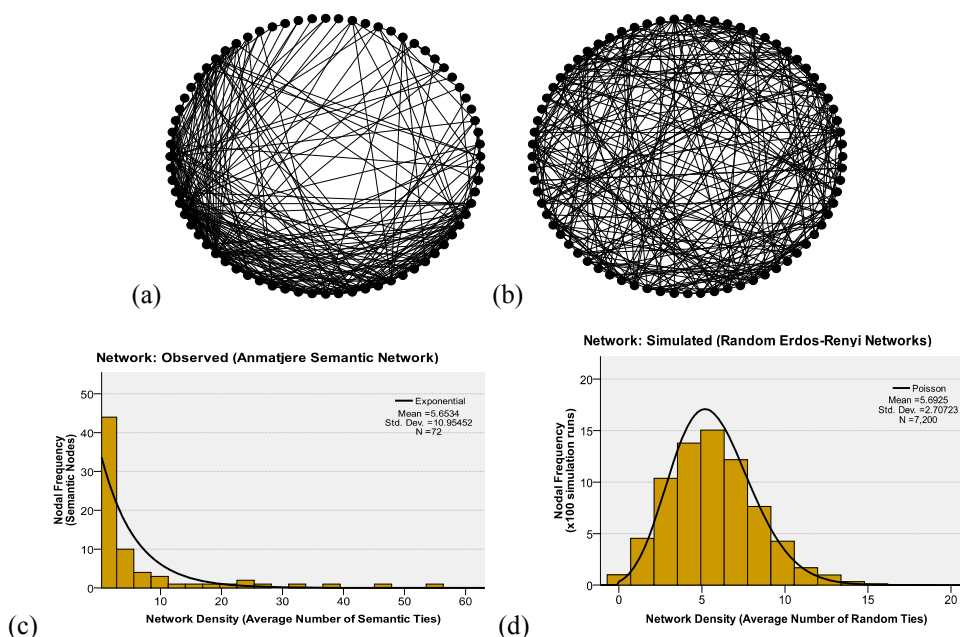 (a)
(b)
Network: Observed (Anmatjere Semantic Network)
50
40
30
20
10
0
10
20
30
40
50
60
Nodal Frequency
(Semantic Nodes)
Exponential
Mean =5.6534
Std. Dev. =10.95452
N =72
Network Density (Average Number of Semantic Ties)
(c)
Network: Simulated (Random Erdos-Renyi Networks)
20
15
10
5
0
0
5
10
15
20
Nodal Frequency
(x100 simulation runs)
Poisson
Mean =5.6925
Std. Dev. =2.70723
N =7,200
Network Density (Average Number of Random Ties)
(d)